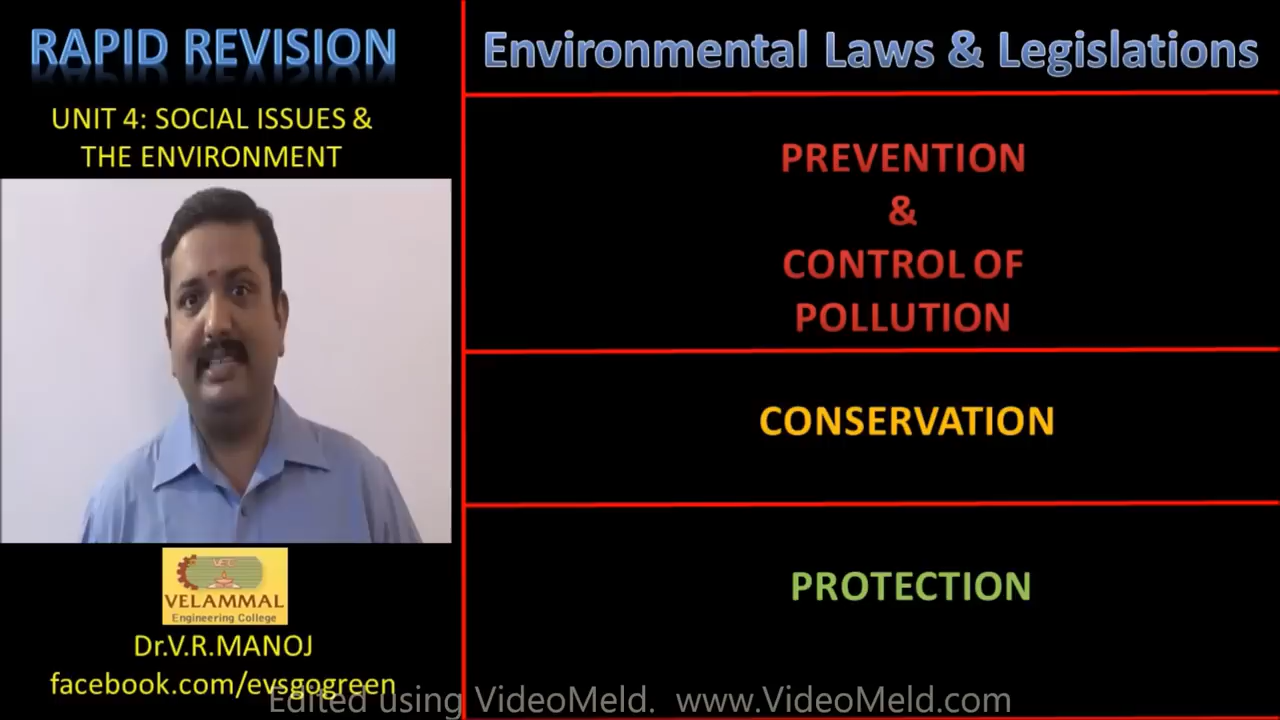 RAPID REVISION
UNIT 4: SOCIAL ISSUES &
THE ENVIRONMENT
VEC
VELAMMAL
Engineering College
Dr.V.R.MANOJ
facebook.com/evsgogreen
Environmental Laws & Legislations
PREVENTION
&
CONTROL OF
POLLUTION
CONSERVATION
PROTECTION
Edited using VideoMeld. www.VideoMeld.com